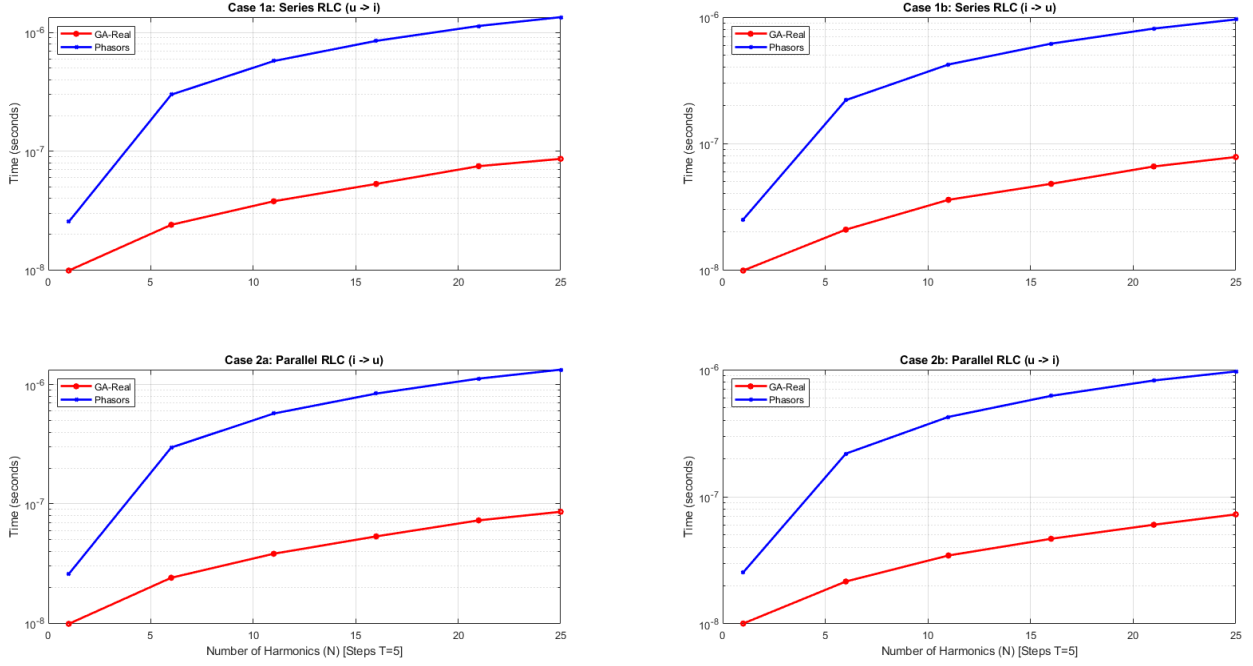 Case 1a: Series RLC (u -> i)
GA-Real
Phasors
Time (seconds)
10^-6
10^-7
10^-8
0 5 10 15 20 25
Case 1b: Series RLC (i -> u)
GA-Real
Phasors
Time (seconds)
10^-6
10^-7
10^-8
0 5 10 15 20 25
Case 2a: Parallel RLC (i -> u)
GA-Real
Phasors
Time (seconds)
10^-6
10^-7
10^-8
0 5 10 15 20 25
Number of Harmonics (N) [Steps T=5]
Case 2b: Parallel RLC (u -> i)
GA-Real
Phasors
Time (seconds)
10^-6
10^-7
10^-8
0 5 10 15 20 25
Number of Harmonics (N) [Steps T=5]